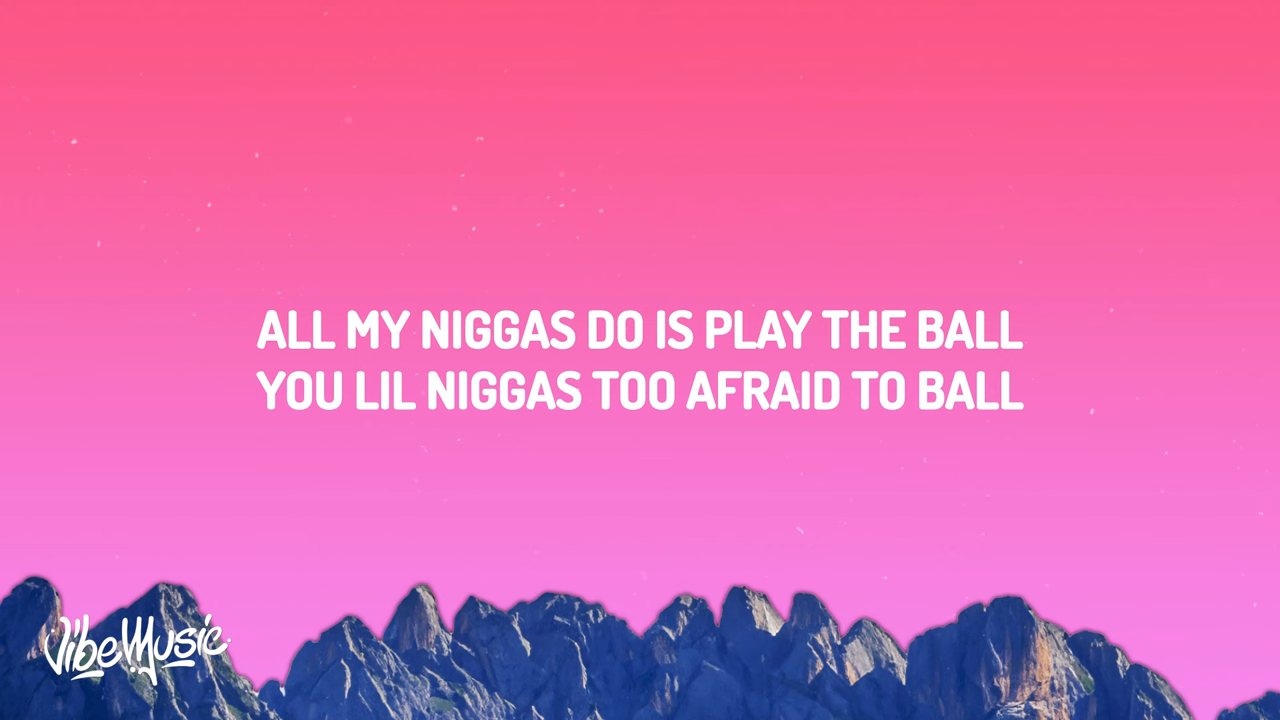 ALL MY NIGGAS DO IS PLAY THE BALL
YOU LIL NIGGAS TOO AFRAID TO BALL
VibeMusic.